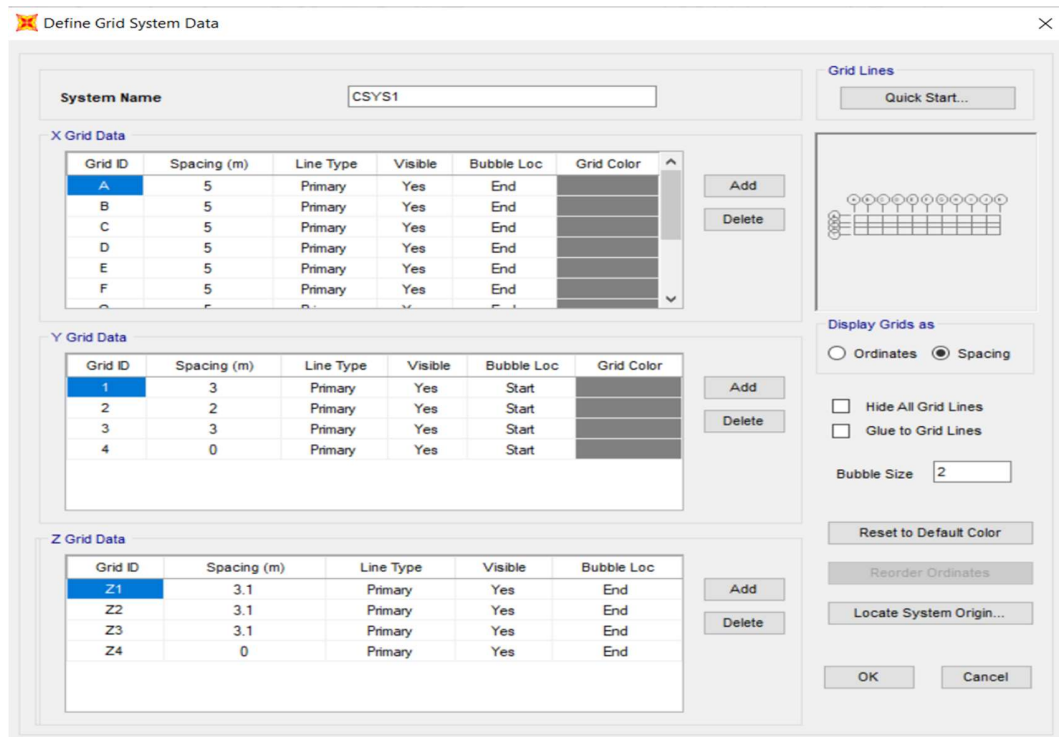 Define Grid System Data
System Name CSYS1
Grid Lines
Quick Start...
X Grid Data
Grid ID Spacing (m) Line Type Visible Bubble Loc Grid Color
A 5 Primary Yes End
B 5 Primary Yes End
C 5 Primary Yes End
D 5 Primary Yes End
E 5 Primary Yes End
F 5 Primary Yes End
Add
Delete
Y Grid Data
Grid ID Spacing (m) Line Type Visible Bubble Loc Grid Color
1 3 Primary Yes Start
2 2 Primary Yes Start
3 3 Primary Yes Start
4 0 Primary Yes Start
Add
Delete
Display Grids as
Ordinates Spacing
Hide All Grid Lines
Glue to Grid Lines
Bubble Size 2
Z Grid Data
Grid ID Spacing (m) Line Type Visible Bubble Loc
Z1 3.1 Primary Yes End
Z2 3.1 Primary Yes End
Z3 3.1 Primary Yes End
Z4 0 Primary Yes End
Add
Delete
Reset to Default Color
Reorder Ordinates
Locate System Origin...
OK Cancel